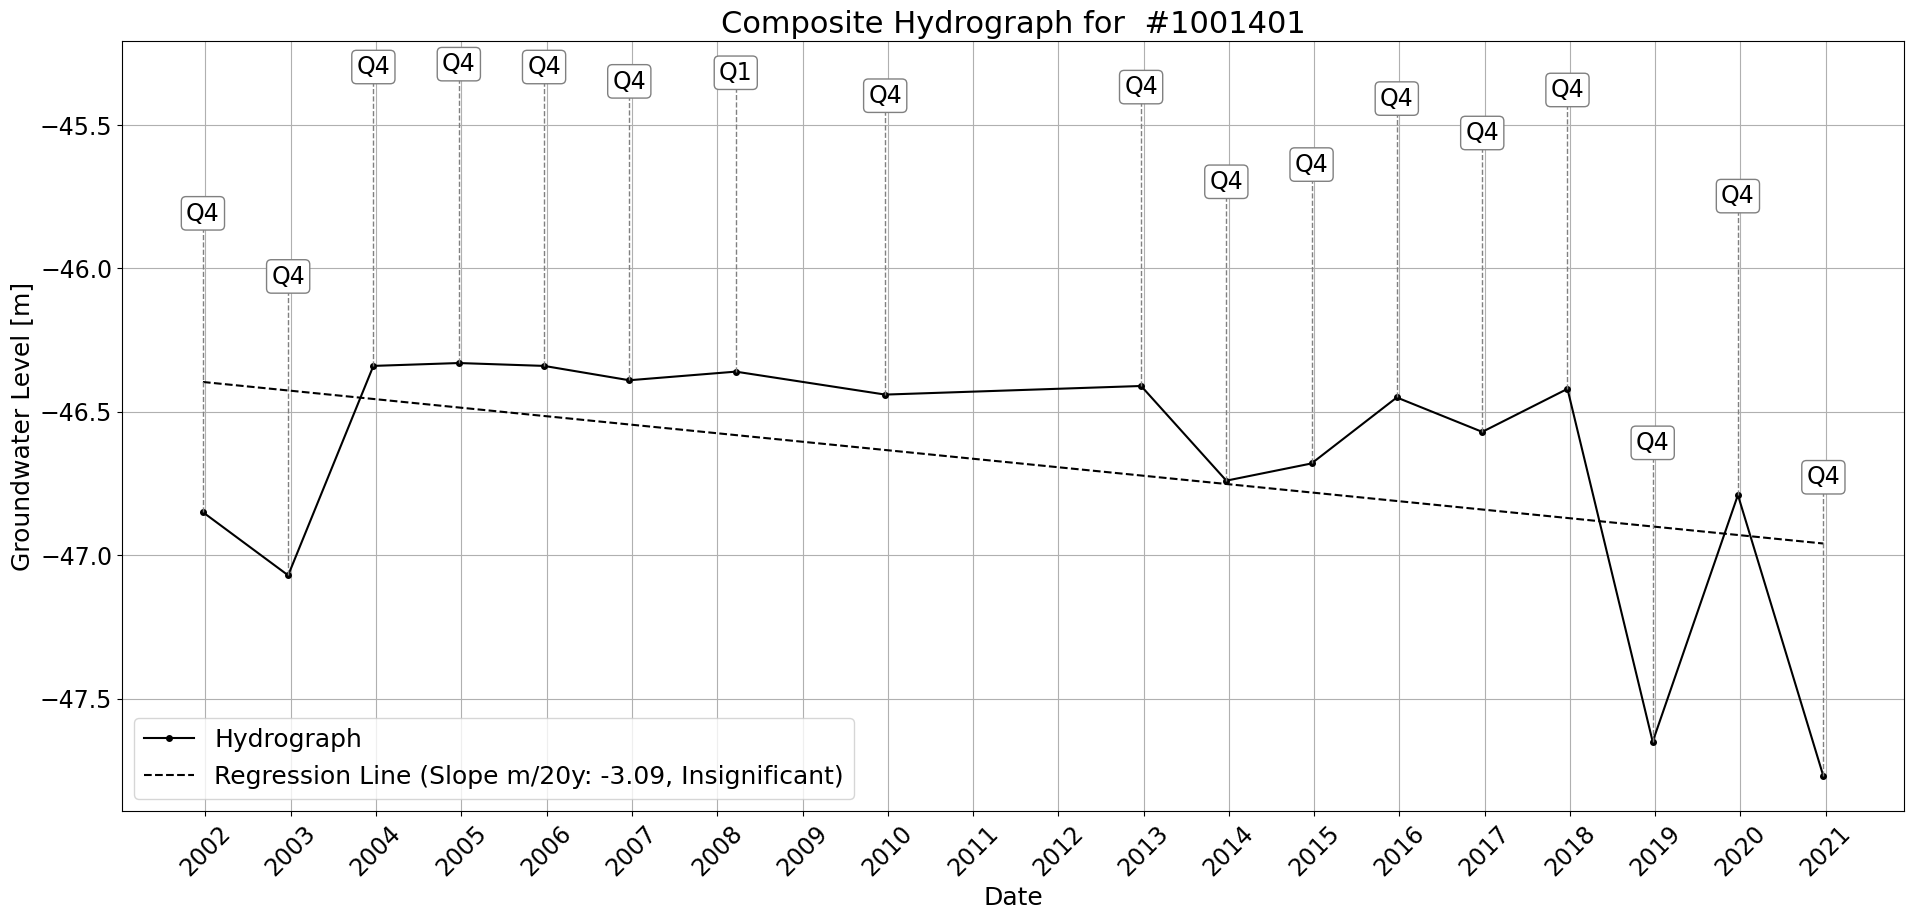 Composite Hydrograph for  #1001401
Q4
Q4
Q4
Q4
Q4
Q4
Q1
Q4
Q4
Q4
Q4
Q4
Q4
Q4
Q4
Q4
Q4
−45.5
−46.0
−46.5
−47.0
−47.5
Groundwater Level [m]
Hydrograph
Regression Line (Slope m/20y: -3.09, Insignificant)
2002
2003
2004
2005
2006
2007
2008
2009
2010
2011
2012
2013
2014
2015
2016
2017
2018
2019
2020
2021
Date